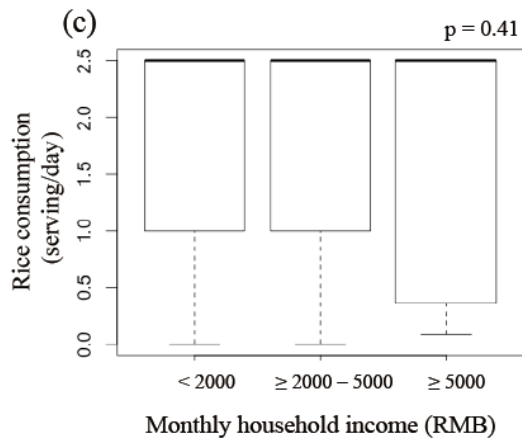 (c)
p = 0.41
Rice consumption
(serving/day)
2.5
2.0
1.5
1.0
0.5
0.0
< 2000
≥ 2000 – 5000
≥ 5000
Monthly household income (RMB)